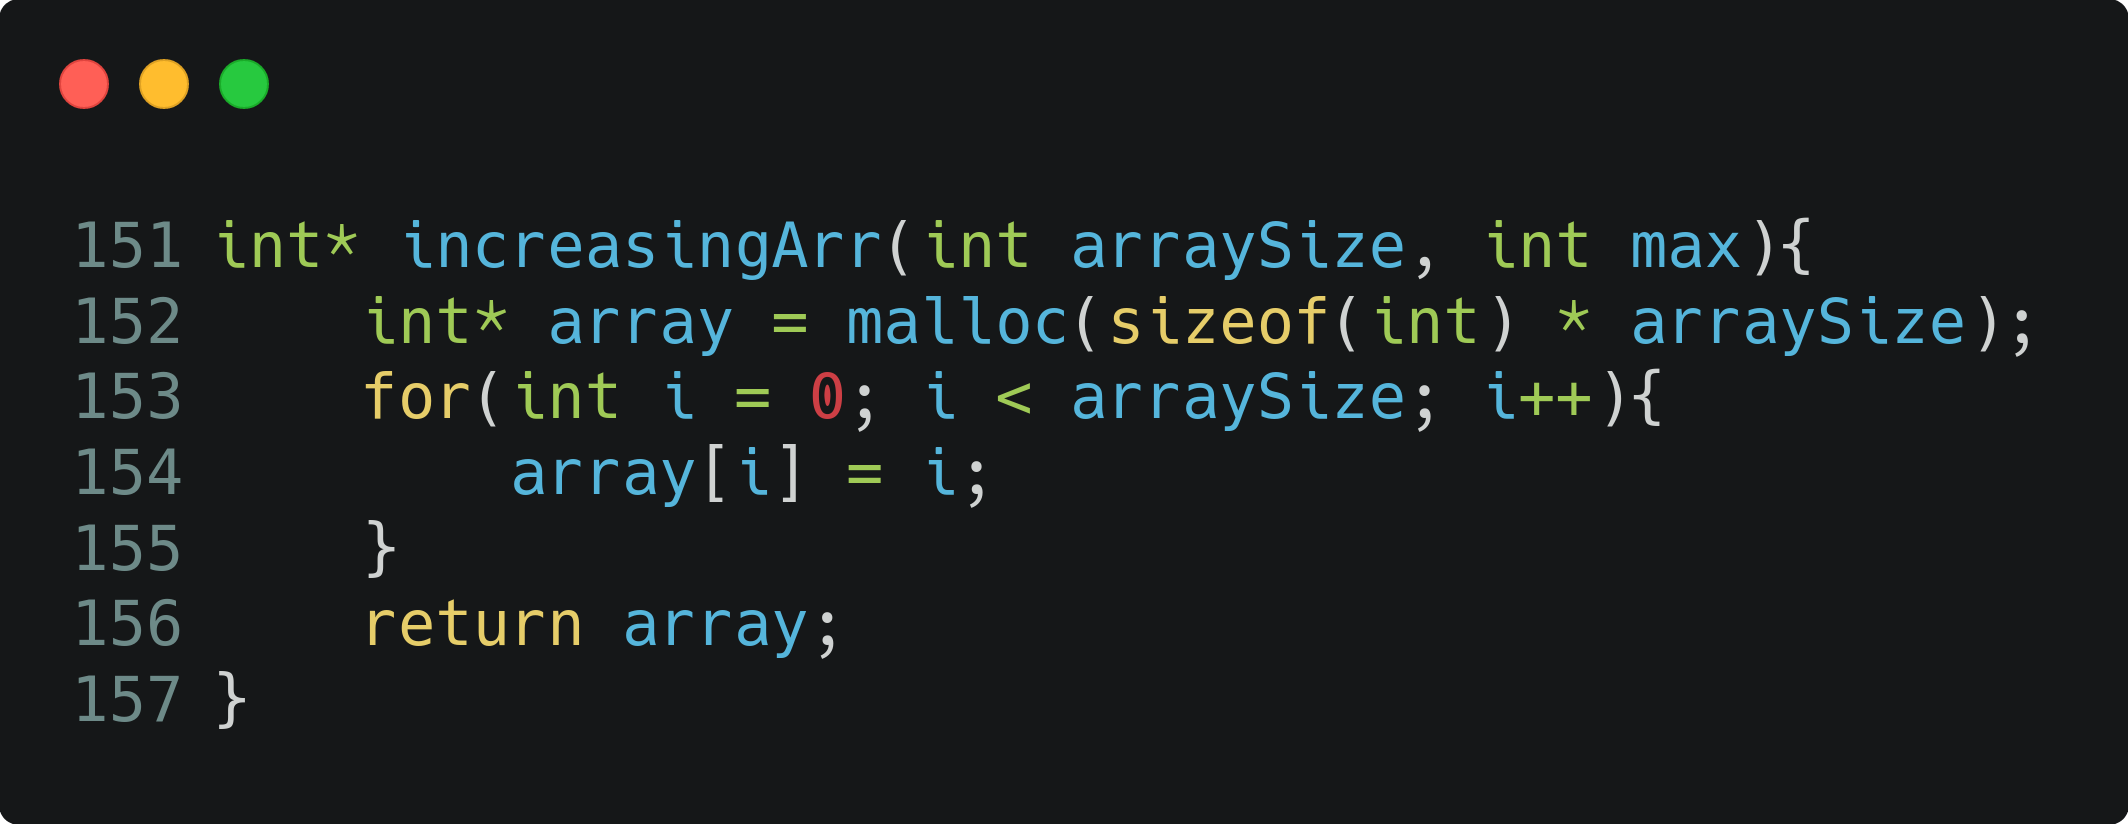 151 int* increasingArr(int arraySize, int max){
152     int* array = malloc(sizeof(int) * arraySize);
153     for(int i = 0; i < arraySize; i++){
154         array[i] = i;
155     }
156     return array;
157 }